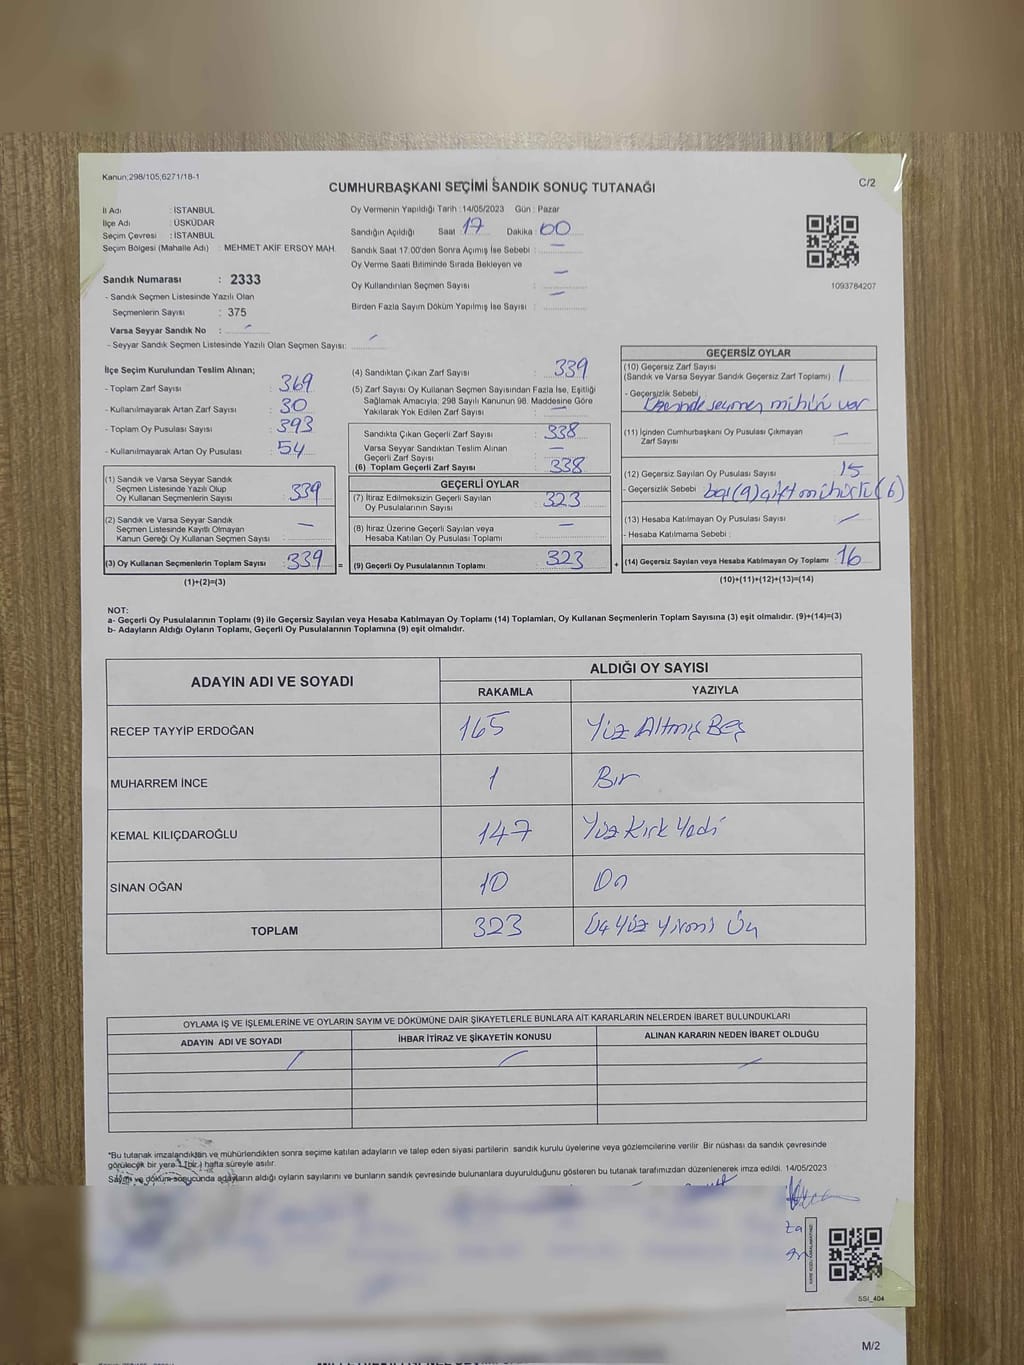 Kanun;298/105,6271/18-1
CUMHURBAŞKANI SEÇİMİ SANDIK SONUÇ TUTANAĞI
C/2
İl Adı : İSTANBUL
İlçe Adı : ÜSKÜDAR
Seçim Çevresi : İSTANBUL
Seçim Bölgesi (Mahalle Adı) : MEHMET AKİF ERSOY MAH.
Sandık Numarası : 2333
- Sandık Seçmen Listesinde Yazılı Olan
Seçmenlerin Sayısı : 375
Varsa Seyyar Sandık No : -
- Seyyar Sandık Seçmen Listesinde Yazılı Olan Seçmen Sayısı: -
Oy Vermenin Yapıldığı Tarih : 14/05/2023 Gün : Pazar
Sandığın Açıldığı Saat 17 Dakika 00
Sandık Saat 17.00'den Sonra Açımış İse Sebebi : -
Oy Verme Saati Bitiminde Sırada Bekleyen ve
Oy Kullandırılan Seçmen Sayısı : -
Birden Fazla Sayım Döküm Yapılmış İse Sayısı : -
1093784207
İlçe Seçim Kurulundan Teslim Alınan;
- Toplam Zarf Sayısı : 369
- Kullanılmayarak Artan Zarf Sayısı : 30
- Toplam Oy Pusulası Sayısı : 393
- Kullanılmayarak Artan Oy Pusulası : 54
(1) Sandık ve Varsa Seyyar Sandık
Seçmen Listesinde Yazılı Olup
Oy Kullanan Seçmenlerin Sayısı : 339
(2) Sandık ve Varsa Seyyar Sandık
Seçmen Listesinde Kayıtlı Olmayan
Kanun Gereği Oy Kullanan Seçmen Sayısı : -
(3) Oy Kullanan Seçmenlerin Toplam Sayısı : 339 =
(1)+(2)=(3)
(4) Sandıktan Çıkan Zarf Sayısı : 339
(5) Zarf Sayısı Oy Kullanan Seçmen Sayısından Fazla İse, Eşitliği
Sağlamak Amacıyla, 298 Sayılı Kanunun 98. Maddesine Göre
Yakılarak Yok Edilen Zarf Sayısı : -
Sandıkta Çıkan Geçerli Zarf Sayısı : 338
Varsa Seyyar Sandıktan Teslim Alınan
Geçerli Zarf Sayısı : -
(6) Toplam Geçerli Zarf Sayısı : 338
GEÇERLİ OYLAR
(7) İtiraz Edilmeksizin Geçerli Sayılan
Oy Pusulalarının Sayısı : 323
(8) İtiraz Üzerine Geçerli Sayılan veya
Hesaba Katılan Oy Pusulası Toplamı : -
(9) Geçerli Oy Pusulalarının Toplamı : 323 +
GEÇERSİZ OYLAR
(10) Geçersiz Zarf Sayısı
(Sandık ve Varsa Seyyar Sandık Geçersiz Zarf Toplamı) : 1
- Geçersizlik Sebebi
Üzerinde seçmen mührü var
(11) İçinden Cumhurbaşkanı Oy Pusulası Çıkmayan
Zarf Sayısı : -
(12) Geçersiz Sayılan Oy Pusulası Sayısı : 15
- Geçersizlik Sebebi boş (9) çift mühürlü (6)
(13) Hesaba Katılmayan Oy Pusulası Sayısı : -
- Hesaba Katılmama Sebebi :
(14) Geçersiz Sayılan veya Hesaba Katılmayan Oy Toplamı : 16
(10)+(11)+(12)+(13)=(14)
NOT:
a- Geçerli Oy Pusulalarının Toplamı (9) ile Geçersiz Sayılan veya Hesaba Katılmayan Oy Toplamı (14) Toplamları, Oy Kullanan Seçmenlerin Toplam Sayısına (3) eşit olmalıdır. (9)+(14)=(3)
b- Adayların Aldığı Oyların Toplamı, Geçerli Oy Pusulalarının Toplamına (9) eşit olmalıdır.
ADAYIN ADI VE SOYADI ALDIĞI OY SAYISI
RAKAMLA YAZIYLA
RECEP TAYYİP ERDOĞAN 165 Yüz Altmış Beş
MUHARREM İNCE 1 Bir
KEMAL KILIÇDAROĞLU 147 Yüz Kırk Yedi
SİNAN OĞAN 10 On
TOPLAM 323 Üç Yüz Yirmi Üç
OYLAMA İŞ VE İŞLEMLERİNE VE OYLARIN SAYIM VE DÖKÜMÜNE DAİR ŞİKAYETLERLE BUNLARA AİT KARARLARIN NELERDEN İBARET BULUNDUKLARI
ADAYIN ADI VE SOYADI İHBAR İTİRAZ VE ŞİKAYETİN KONUSU ALINAN KARARIN NEDEN İBARET OLDUĞU
*Bu tutanak imzalandıktan ve mühürlendikten sonra seçime katılan adayların ve talep eden siyasi partilerin sandık kurulu üyelerine veya gözlemcilerine verilir. Bir nüshası da sandık çevresinde
görülecek bir yere 1 (bir) hafta süreyle asılır.
Sayım ve döküm sonucunda adayların aldığı oyların sayılarını ve bunların sandık çevresinde bulunanlara duyurulduğunu gösteren bu tutanak tarafımızdan düzenlenerek imza edildi. 14/05/2023
SSI_404
M/2